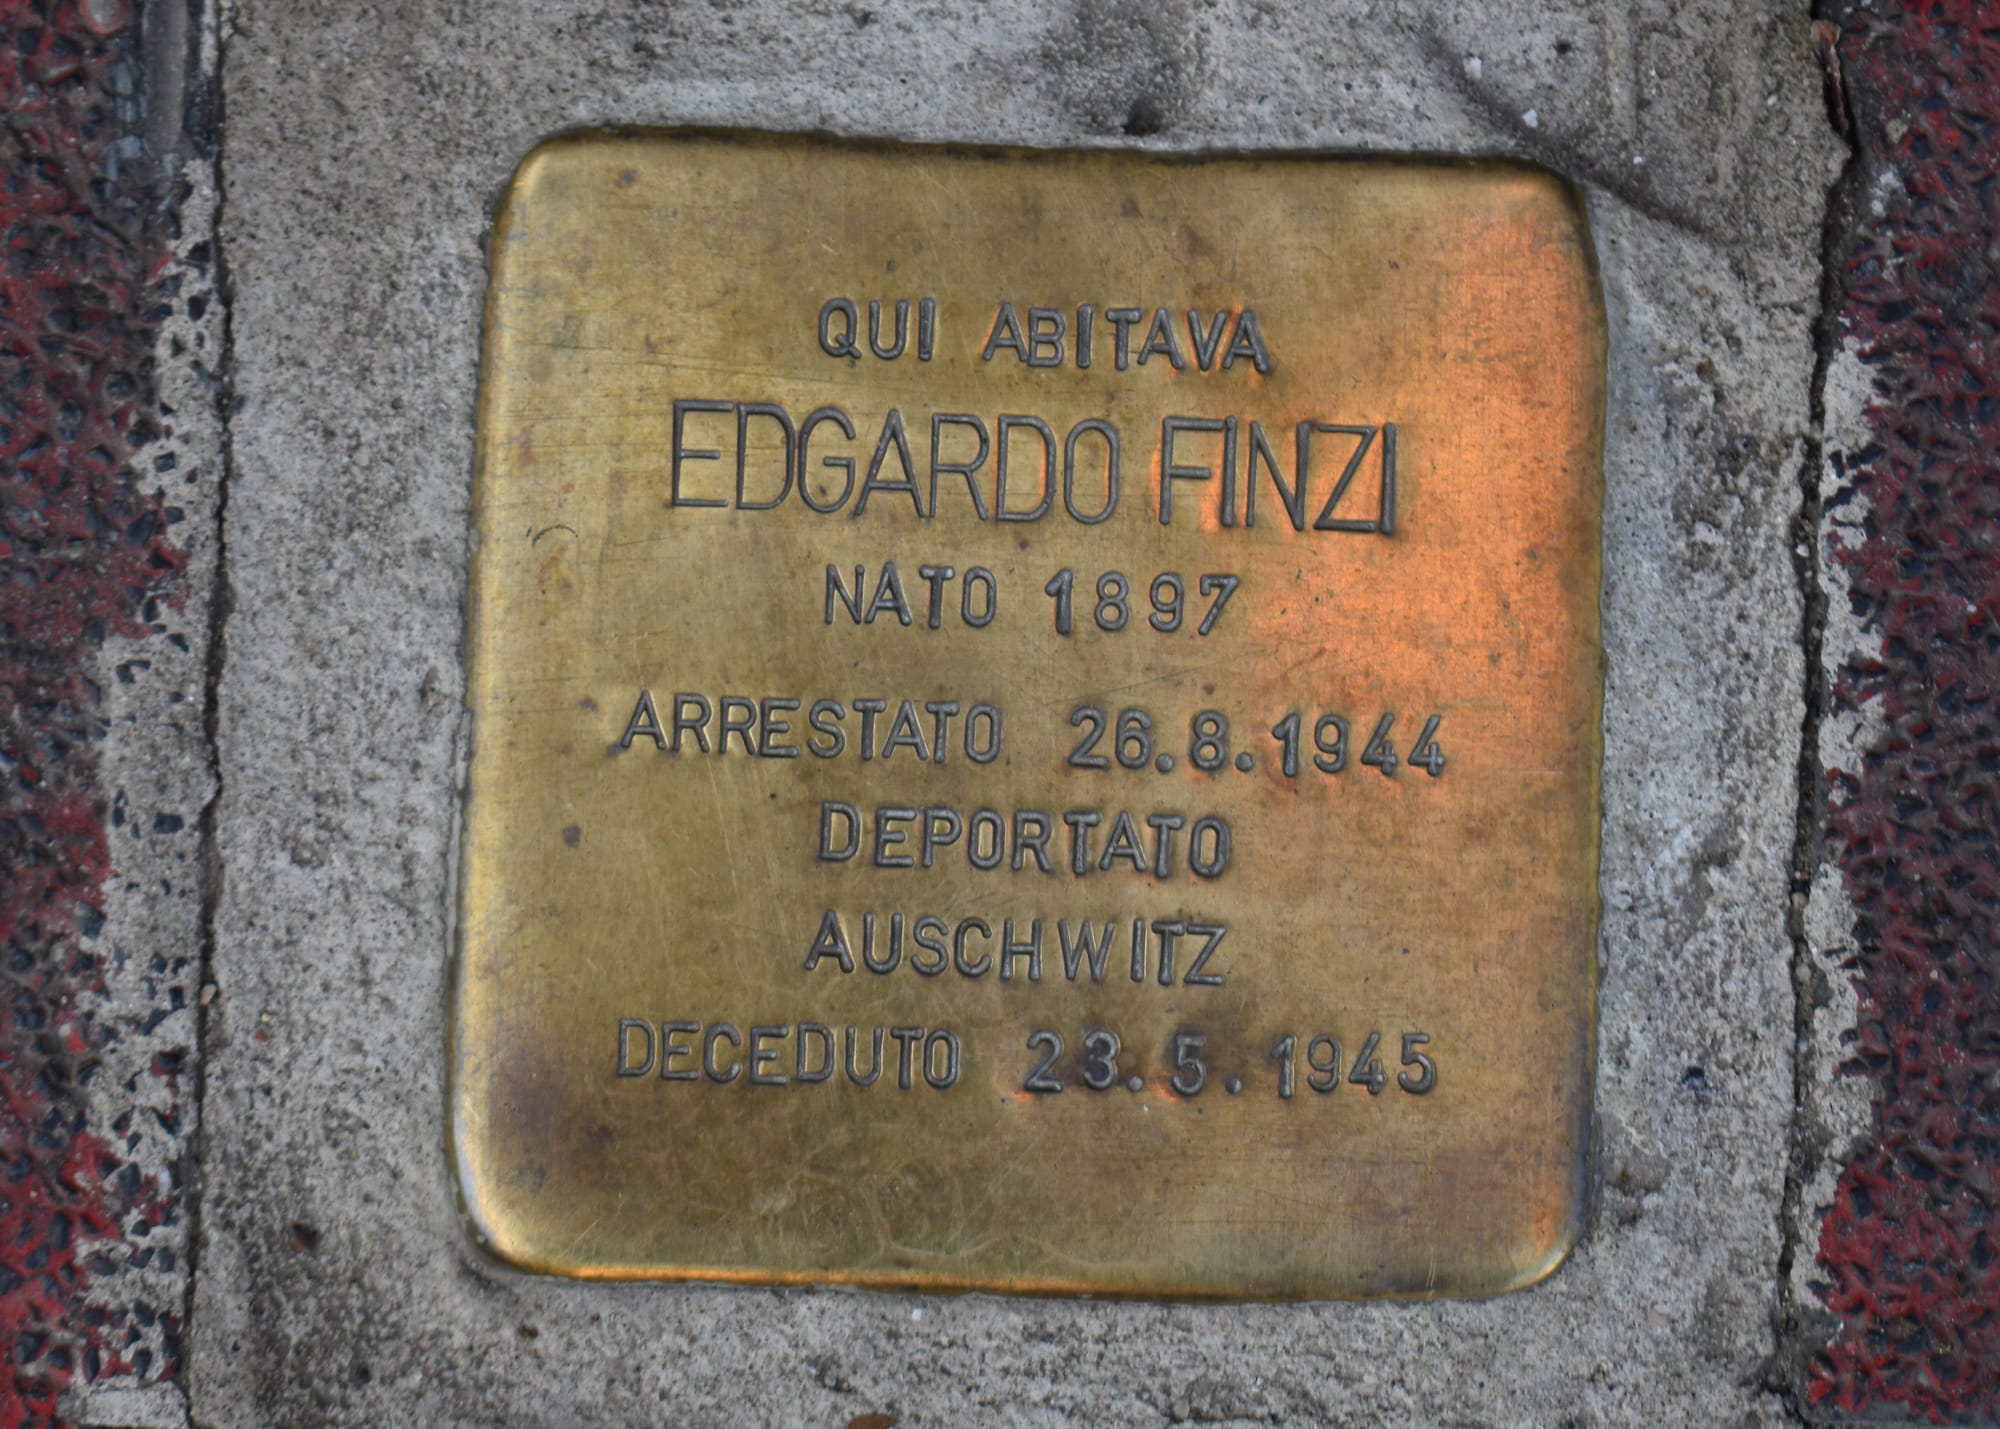 QUI ABITAVA
EDGARDO FINZI
NATO 1897
ARRESTATO 26.8.1944
DEPORTATO
AUSCHWITZ
DECEDUTO 23.5.1945